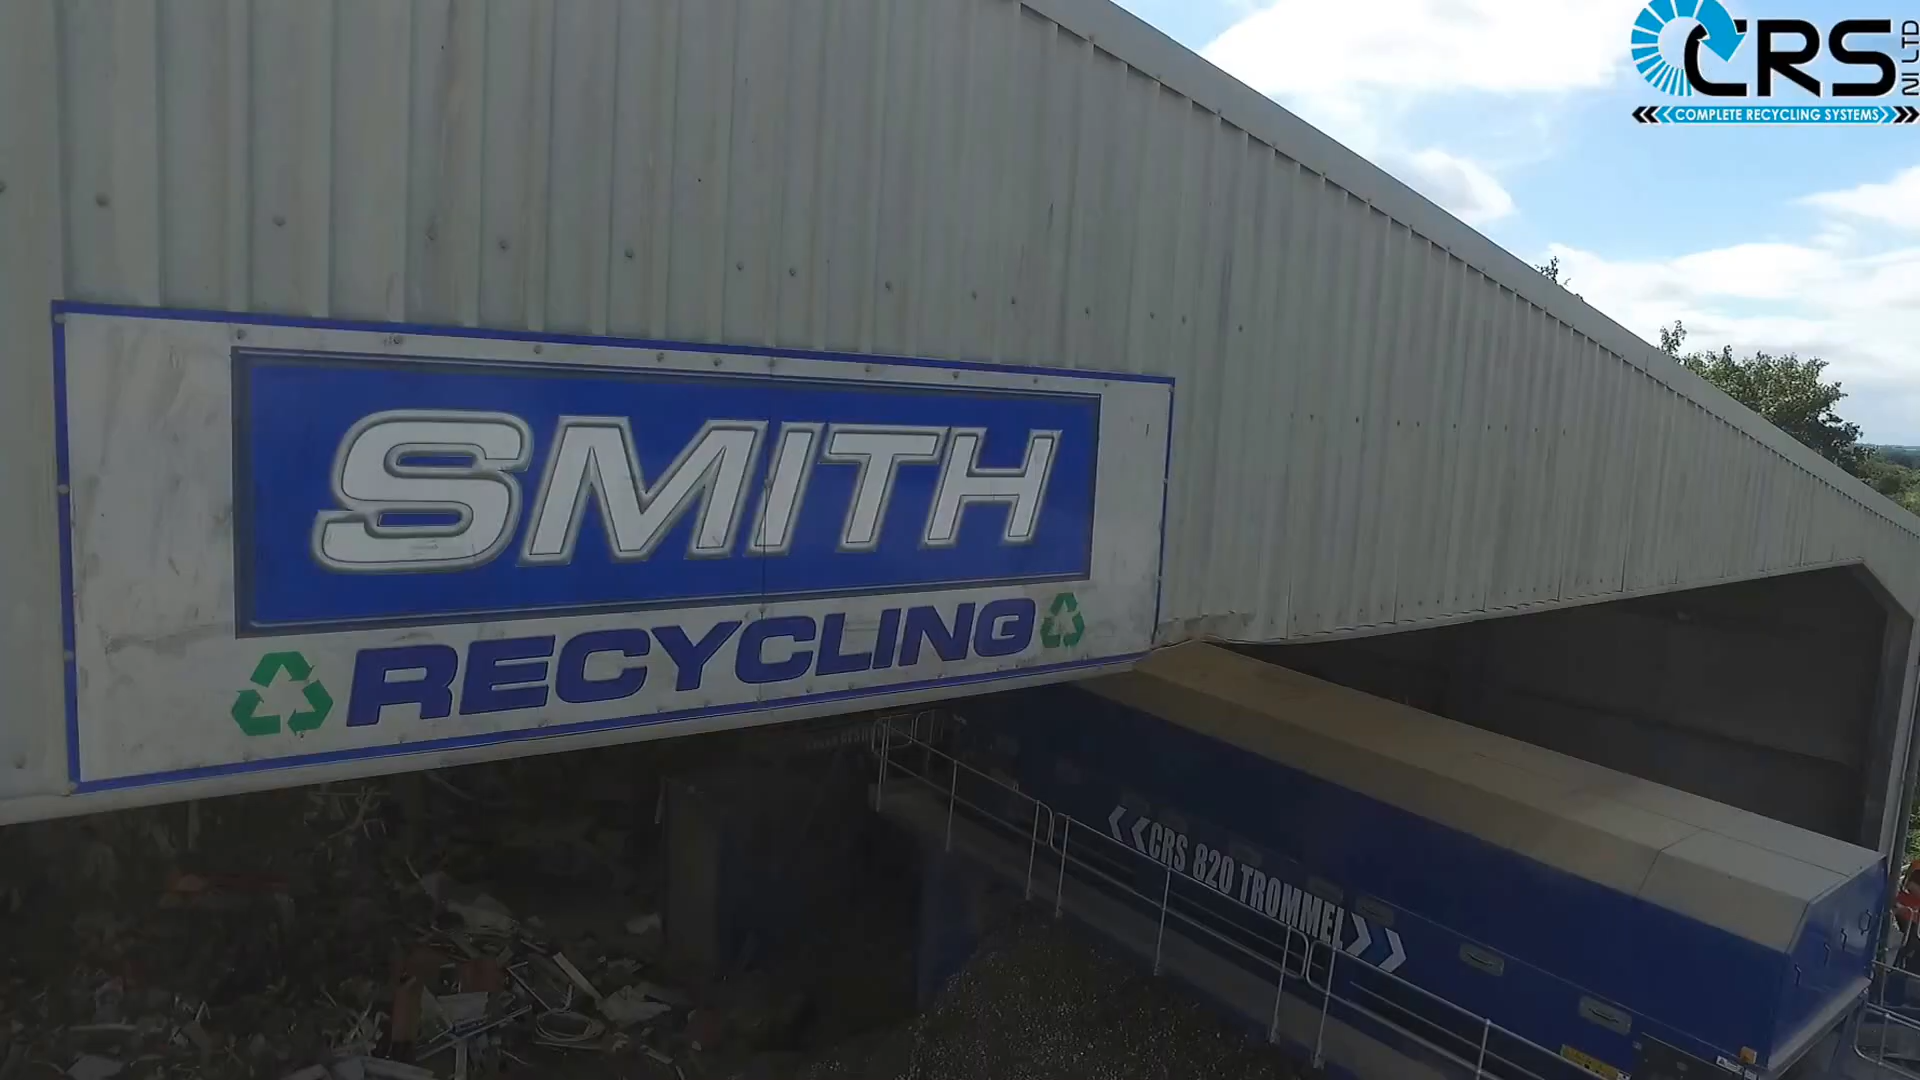 CRS
NI LTD
COMPLETE RECYCLING SYSTEMS
SMITH
RECYCLING
CRS 820 TROMMEL